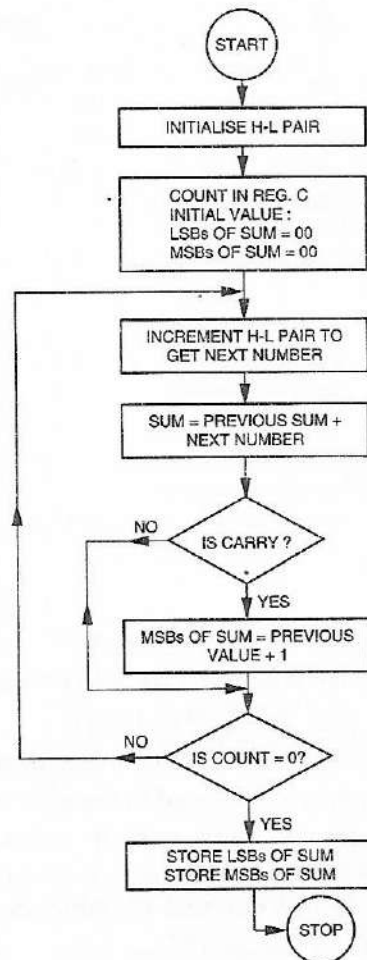 START
INITIALISE H-L PAIR
COUNT IN REG. C
INITIAL VALUE :
LSBs OF SUM = 00
MSBs OF SUM = 00
INCREMENT H-L PAIR TO
GET NEXT NUMBER
SUM = PREVIOUS SUM +
NEXT NUMBER
NO
IS CARRY ?
YES
MSBs OF SUM = PREVIOUS
VALUE + 1
NO
IS COUNT = 0?
YES
STORE LSBs OF SUM
STORE MSBs OF SUM
STOP